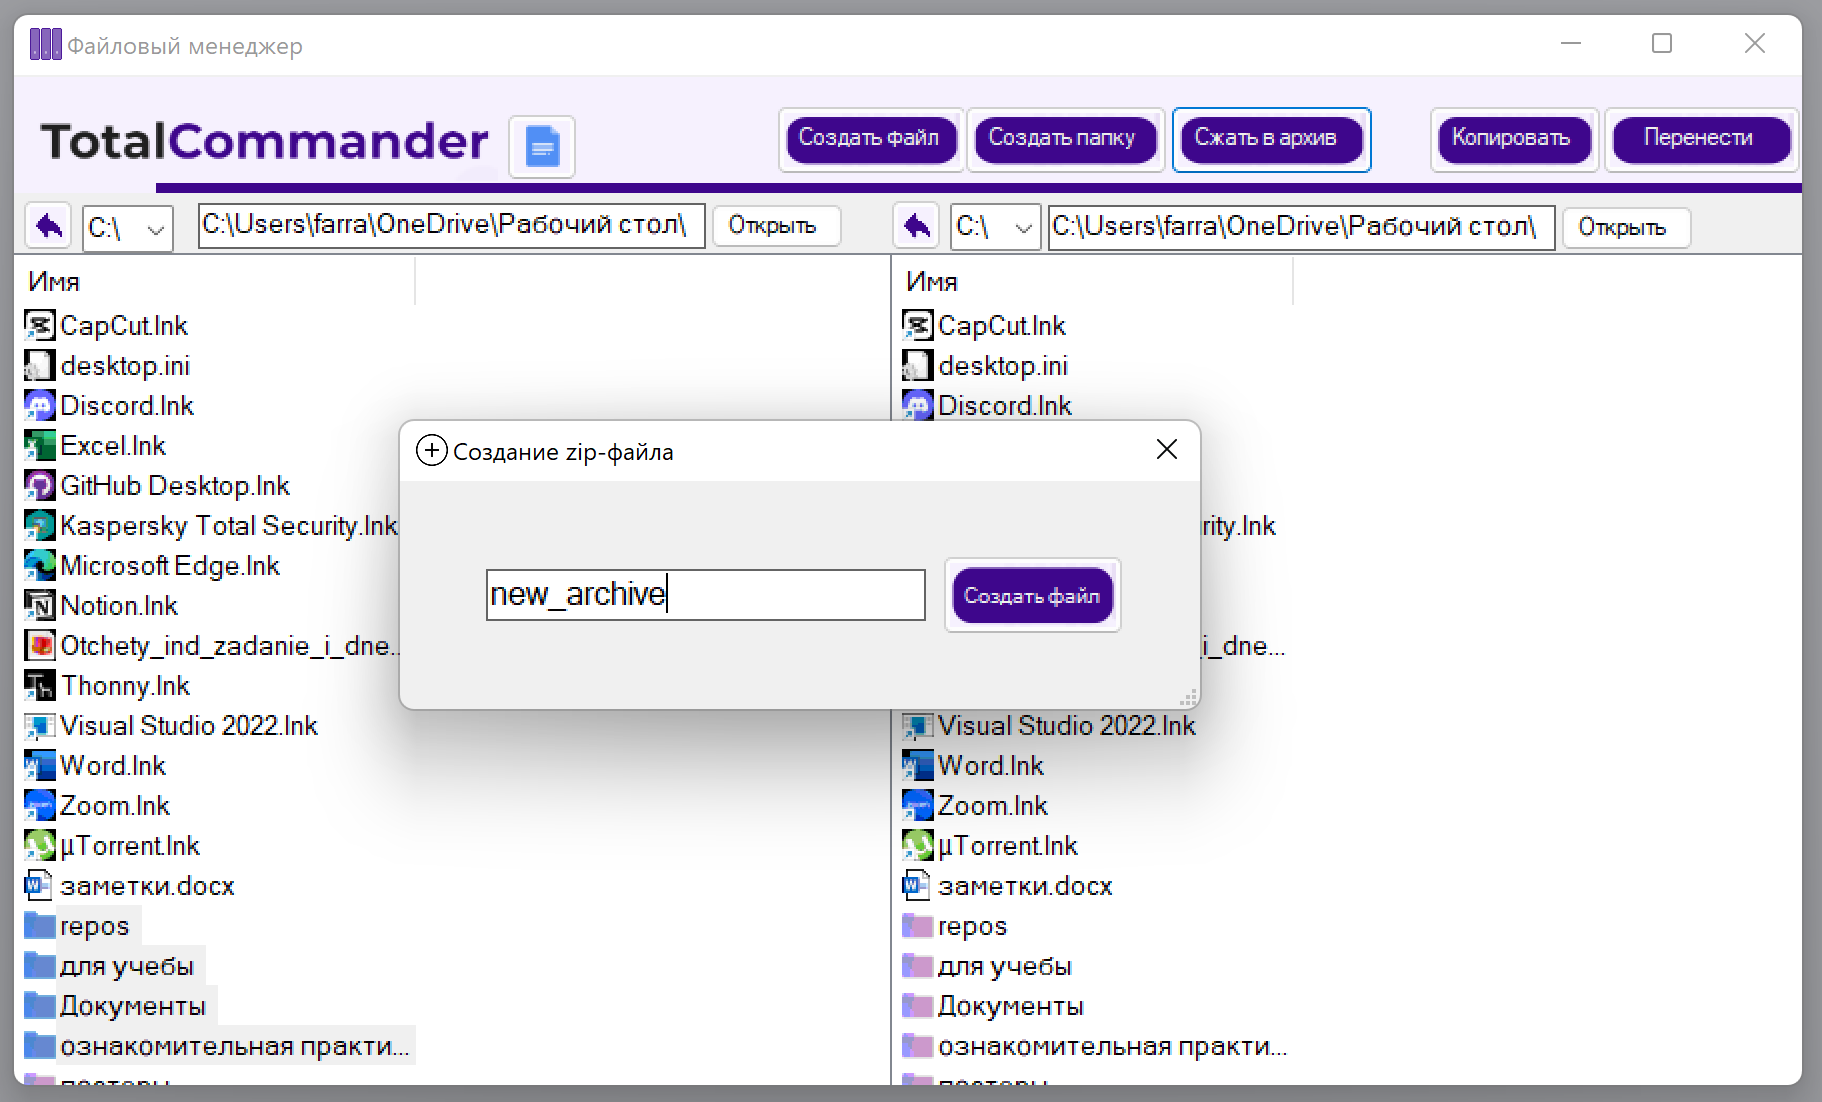 Файловый менеджер
TotalCommander
Создать файл
Создать папку
Сжать в архив
Копировать
Перенести
C:\
C:\Users\farra\OneDrive\Рабочий стол\
Открыть
C:\
C:\Users\farra\OneDrive\Рабочий стол\
Открыть
Имя
CapCut.lnk
desktop.ini
Discord.lnk
Excel.lnk
GitHub Desktop.lnk
Kaspersky Total Security.lnk
Microsoft Edge.lnk
Notion.lnk
Otchety_ind_zadanie_i_dne...
Thonny.lnk
Visual Studio 2022.lnk
Word.lnk
Zoom.lnk
µTorrent.lnk
заметки.docx
repos
для учебы
Документы
ознакомительная практи...
Имя
CapCut.lnk
desktop.ini
Discord.lnk
rity.lnk
_i_dne...
Visual Studio 2022.lnk
Word.lnk
Zoom.lnk
µTorrent.lnk
заметки.docx
repos
для учебы
Документы
ознакомительная практи...
Создание zip-файла
new_archive
Создать файл